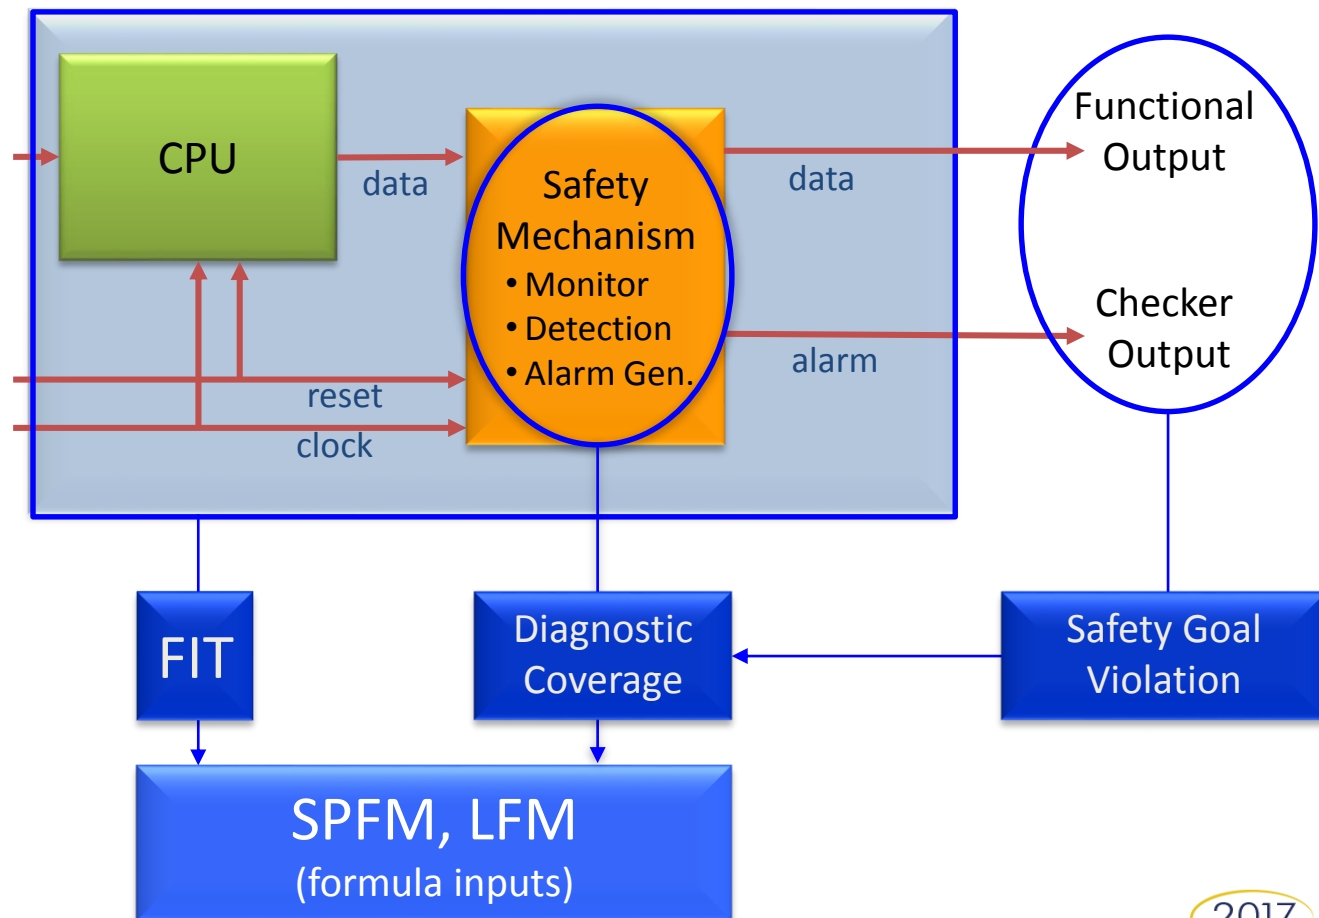 CPU
data
Safety
Mechanism
• Monitor
• Detection
• Alarm Gen.
data
alarm
reset
clock
Functional
Output
Checker
Output
FIT
Diagnostic
Coverage
Safety Goal
Violation
SPFM, LFM
(formula inputs)
2017